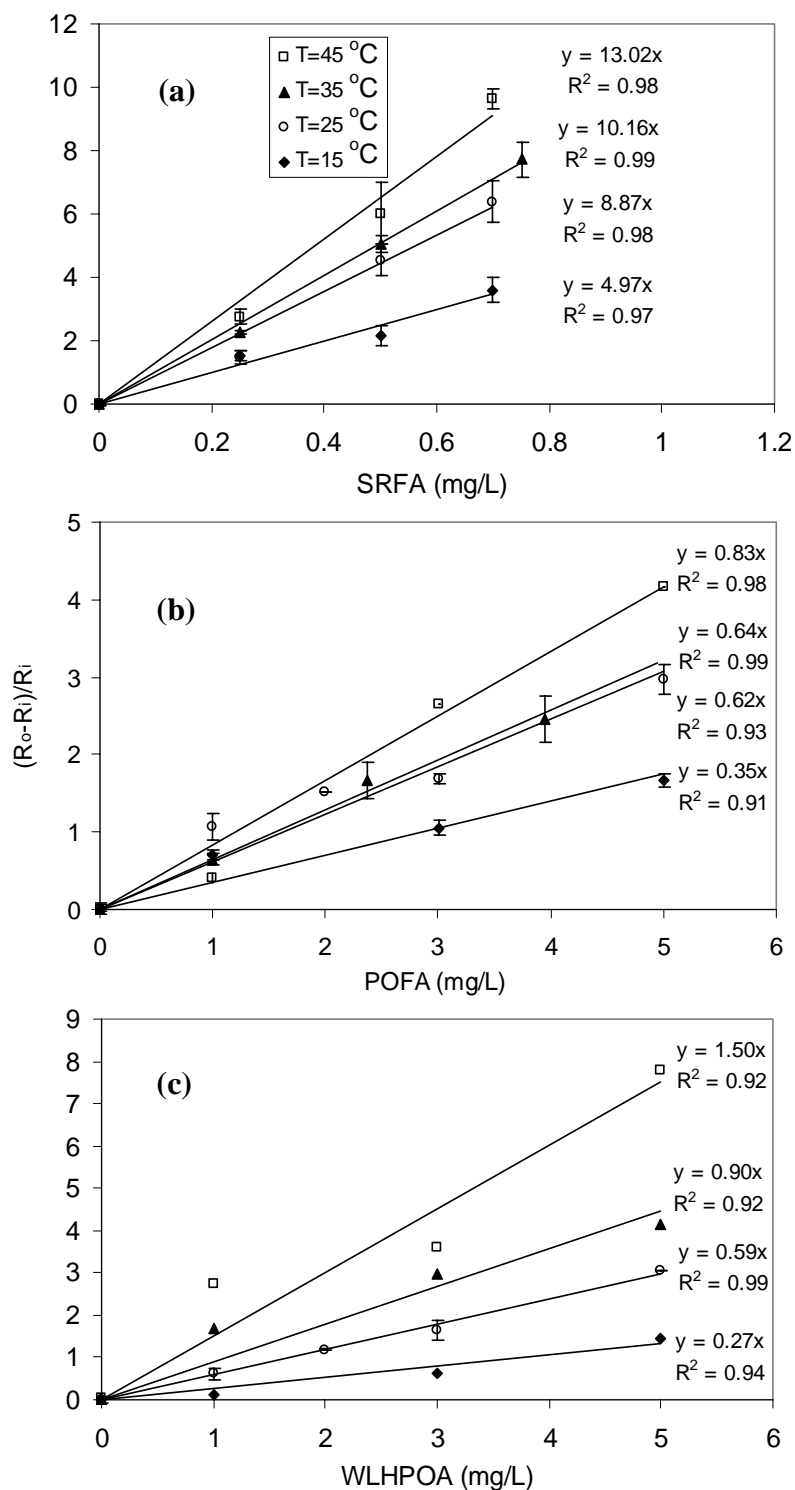 12
10
8
6
4
2
0
(a)
T=45 °C
T=35 °C
T=25 °C
T=15 °C
y = 13.02x
R² = 0.98
y = 10.16x
R² = 0.99
y = 8.87x
R² = 0.98
y = 4.97x
R² = 0.97
0 0.2 0.4 0.6 0.8 1 1.2
SRFA (mg/L)
5
4
3
2
1
0
(Ro-Ri)/Ri
(b)
y = 0.83x
R² = 0.98
y = 0.64x
R² = 0.99
y = 0.62x
R² = 0.93
y = 0.35x
R² = 0.91
0 1 2 3 4 5 6
POFA (mg/L)
9
8
7
6
5
4
3
2
1
0
(c)
y = 1.50x
R² = 0.92
y = 0.90x
R² = 0.92
y = 0.59x
R² = 0.99
y = 0.27x
R² = 0.94
0 1 2 3 4 5 6
WLHPOA (mg/L)